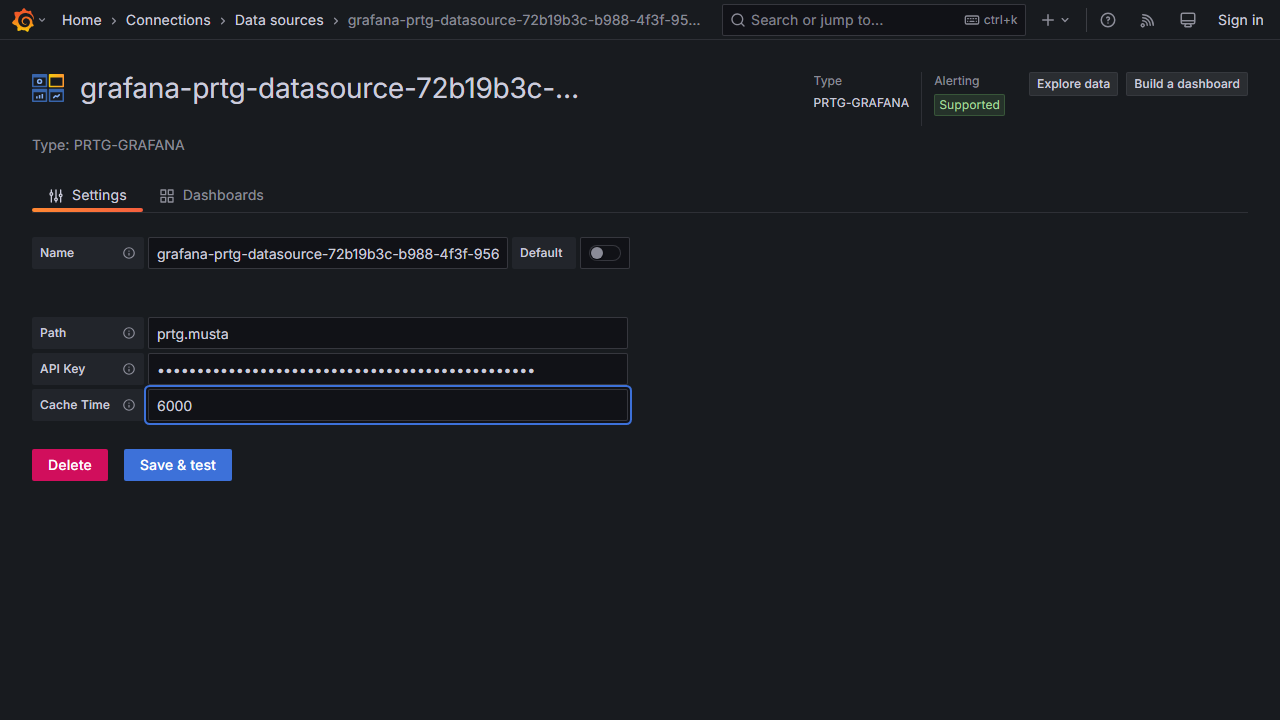 Home › Connections › Data sources › grafana-prtg-datasource-72b19b3c-b988-4f3f-95...
Search or jump to... ctrl+k
Sign in
grafana-prtg-datasource-72b19b3c-...
Type
PRTG-GRAFANA
Alerting
Supported
Explore data
Build a dashboard
Type: PRTG-GRAFANA
Settings
Dashboards
Name
grafana-prtg-datasource-72b19b3c-b988-4f3f-956
Default
Path
prtg.musta
API Key
••••••••••••••••••••••••••••••••••••••••••••••••
Cache Time
6000
Delete
Save & test